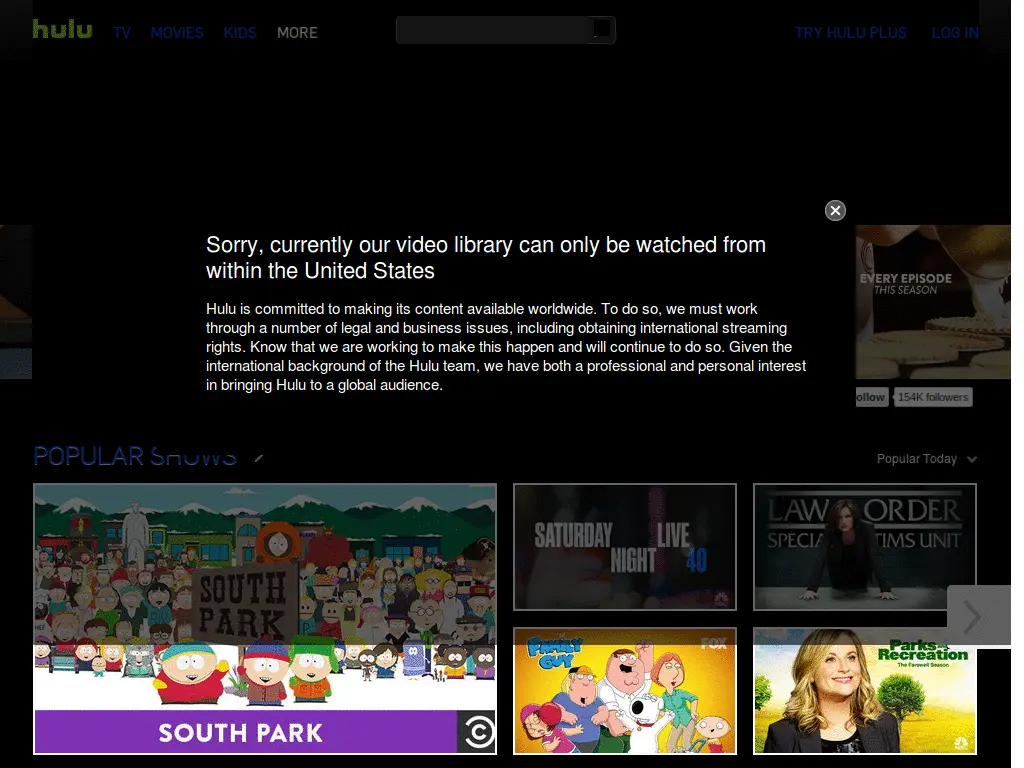 hulu TV MOVIES KIDS MORE TRY HULU PLUS LOG IN
Sorry, currently our video library can only be watched from
within the United States
EVERY EPISODE
THIS SEASON
Hulu is committed to making its content available worldwide. To do so, we must work
through a number of legal and business issues, including obtaining international streaming
rights. Know that we are working to make this happen and will continue to do so. Given the
international background of the Hulu team, we have both a professional and personal interest
in bringing Hulu to a global audience.
ollow 154K followers
POPULAR SHOWS Popular Today
SOUTH
PARK
SOUTH PARK
SATURDAY
NIGHT
LIVE
40
LAW ORDER
SPECIA TIMS UNIT
FAMILY
GUY
FOX
Parks and
Recreation
The Farewell Season